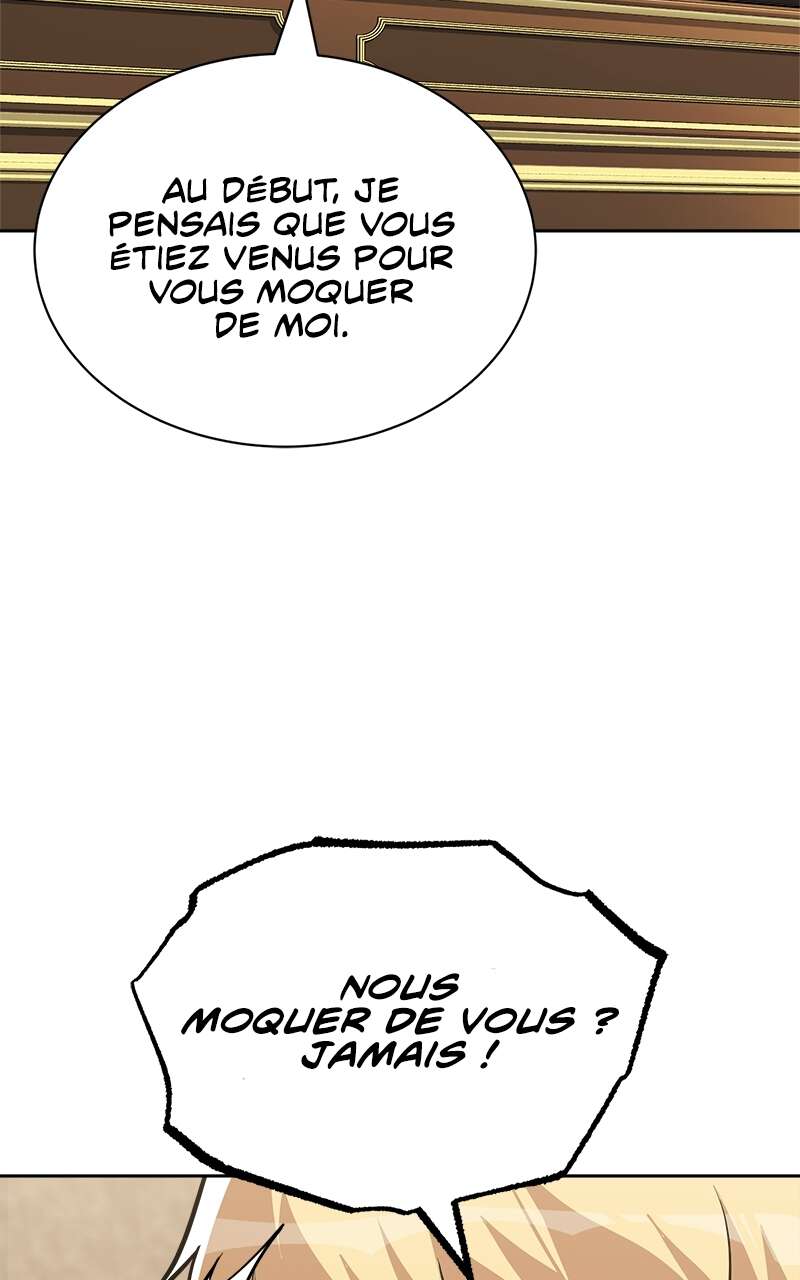 AU DÉBUT, JE
PENSAIS QUE VOUS
ÉTIEZ VENUS POUR
VOUS MOQUER
DE MOI.
NOUS
MOQUER DE VOUS ?
JAMAIS !